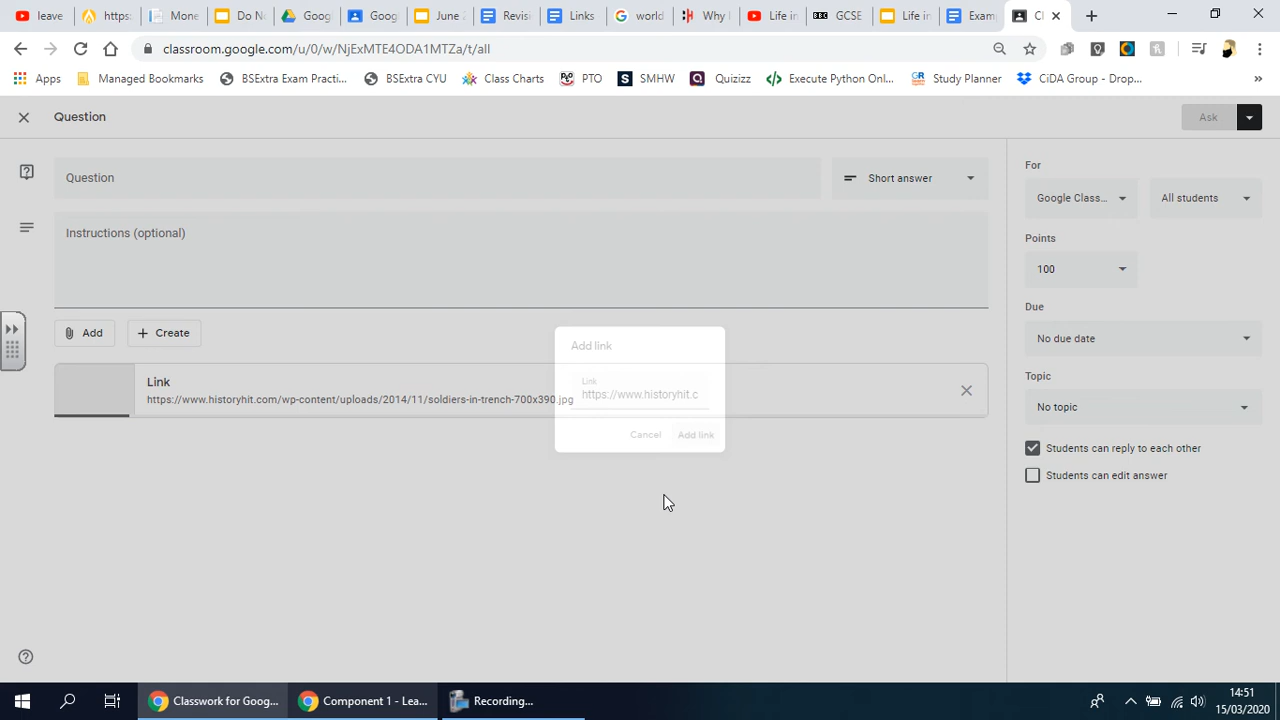 leave
https:
Mone
Do N
Goog
Goog
June
Revisi
Links
world
Why I
Life in
BBC
GCSE
Life in
Examp
Cl
classroom.google.com/u/0/w/NjExMTE4ODA1MTZa/t/all
Apps
Managed Bookmarks
BSExtra Exam Practi...
BSExtra CYU
Class Charts
PTO
SMHW
Quizizz
Execute Python Onl...
Study Planner
CiDA Group - Drop...
Question
Ask
Question
Short answer
Instructions (optional)
Add
Create
Link
https://www.historyhit.com/wp-content/uploads/2014/11/soldiers-in-trench-700x390.jpg
Add link
Link
https://www.historyhit.c
Cancel
Add link
For
Google Class...
All students
Points
100
Due
No due date
Topic
No topic
Students can reply to each other
Students can edit answer
Classwork for Goog...
Component 1 - Lea...
Recording...
14:51
15/03/2020